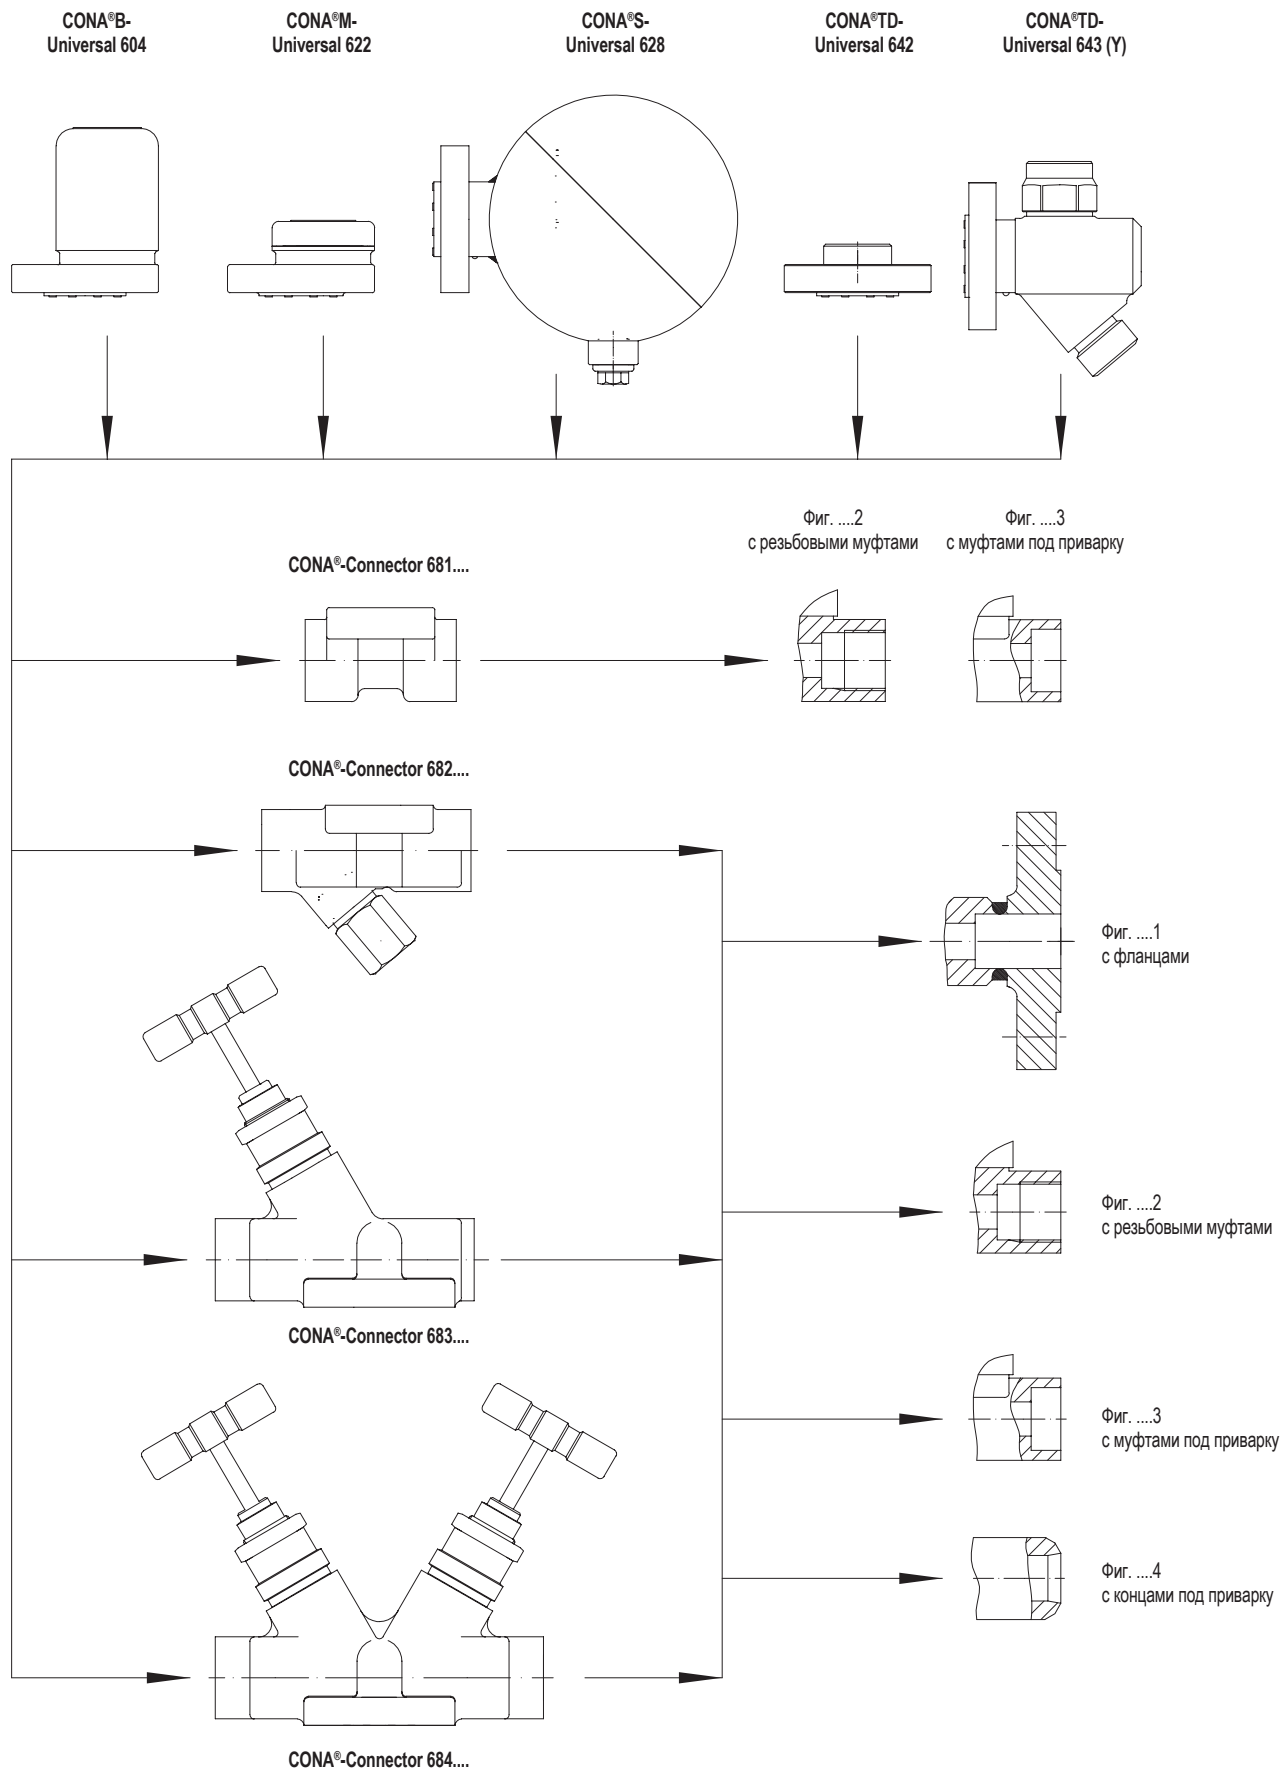 CONA®B-
Universal 604
CONA®M-
Universal 622
CONA®S-
Universal 628
CONA®TD-
Universal 642
CONA®TD-
Universal 643 (Y)
Фиг. ....2
с резьбовыми муфтами
Фиг. ....3
с муфтами под приварку
CONA®-Connector 681....
CONA®-Connector 682....
Фиг. ....1
с фланцами
Фиг. ....2
с резьбовыми муфтами
CONA®-Connector 683....
Фиг. ....3
с муфтами под приварку
Фиг. ....4
с концами под приварку
CONA®-Connector 684....